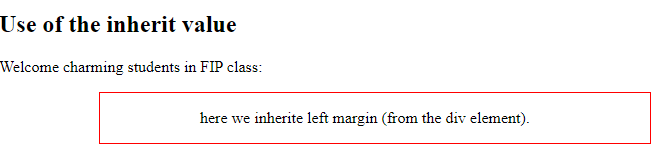 Use of the inherit value
Welcome charming students in FIP class:
here we inherite left margin (from the div element).